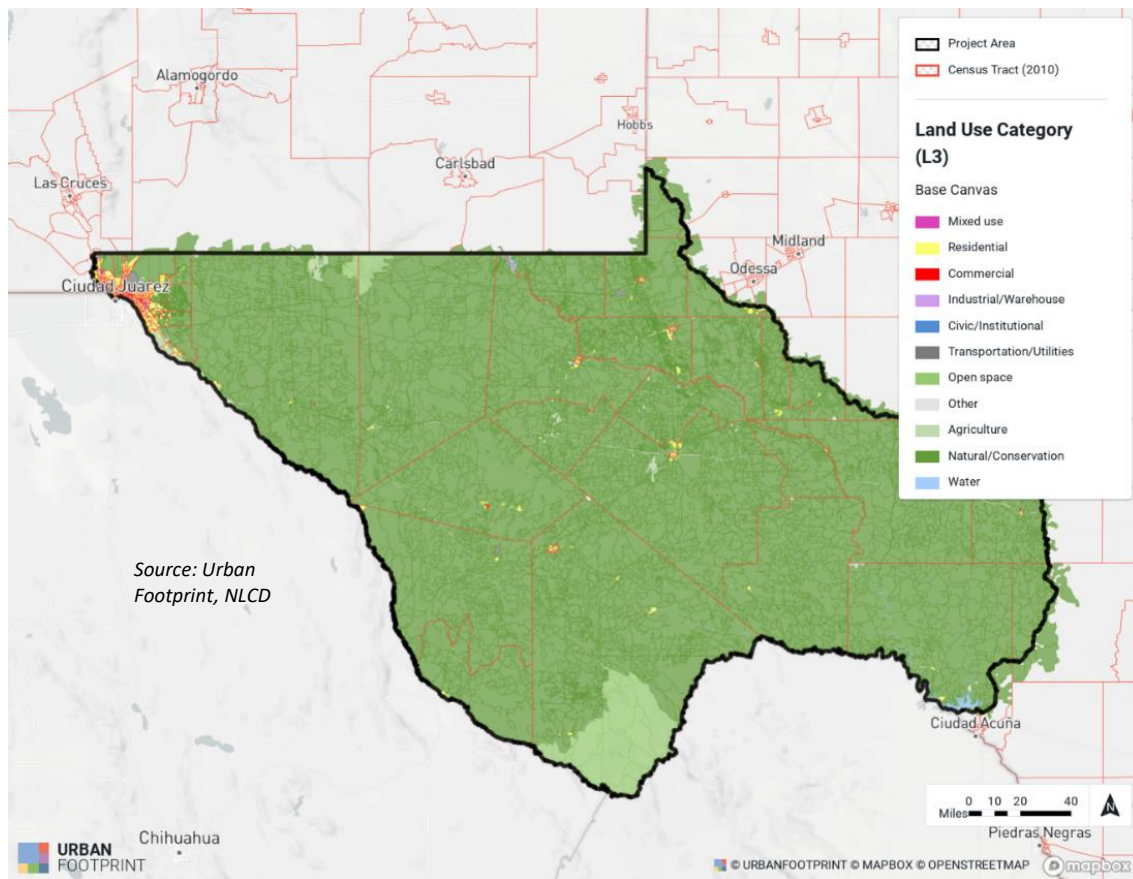 Alamogordo
Hobbs
Carlsbad
Las Cruces
Midland
Odessa
Ciudad Juárez
Project Area
Census Tract (2010)
Land Use Category
(L3)
Base Canvas
Mixed use
Residential
Commercial
Industrial/Warehouse
Civic/Institutional
Transportation/Utilities
Open space
Other
Agriculture
Natural/Conservation
Water
Source: Urban
Footprint, NLCD
Ciudad Acuña
0 10 20 40
Miles
N
Chihuahua
Piedras Negras
URBAN
FOOTPRINT
© URBANFOOTPRINT © MAPBOX © OPENSTREETMAP
mapbox